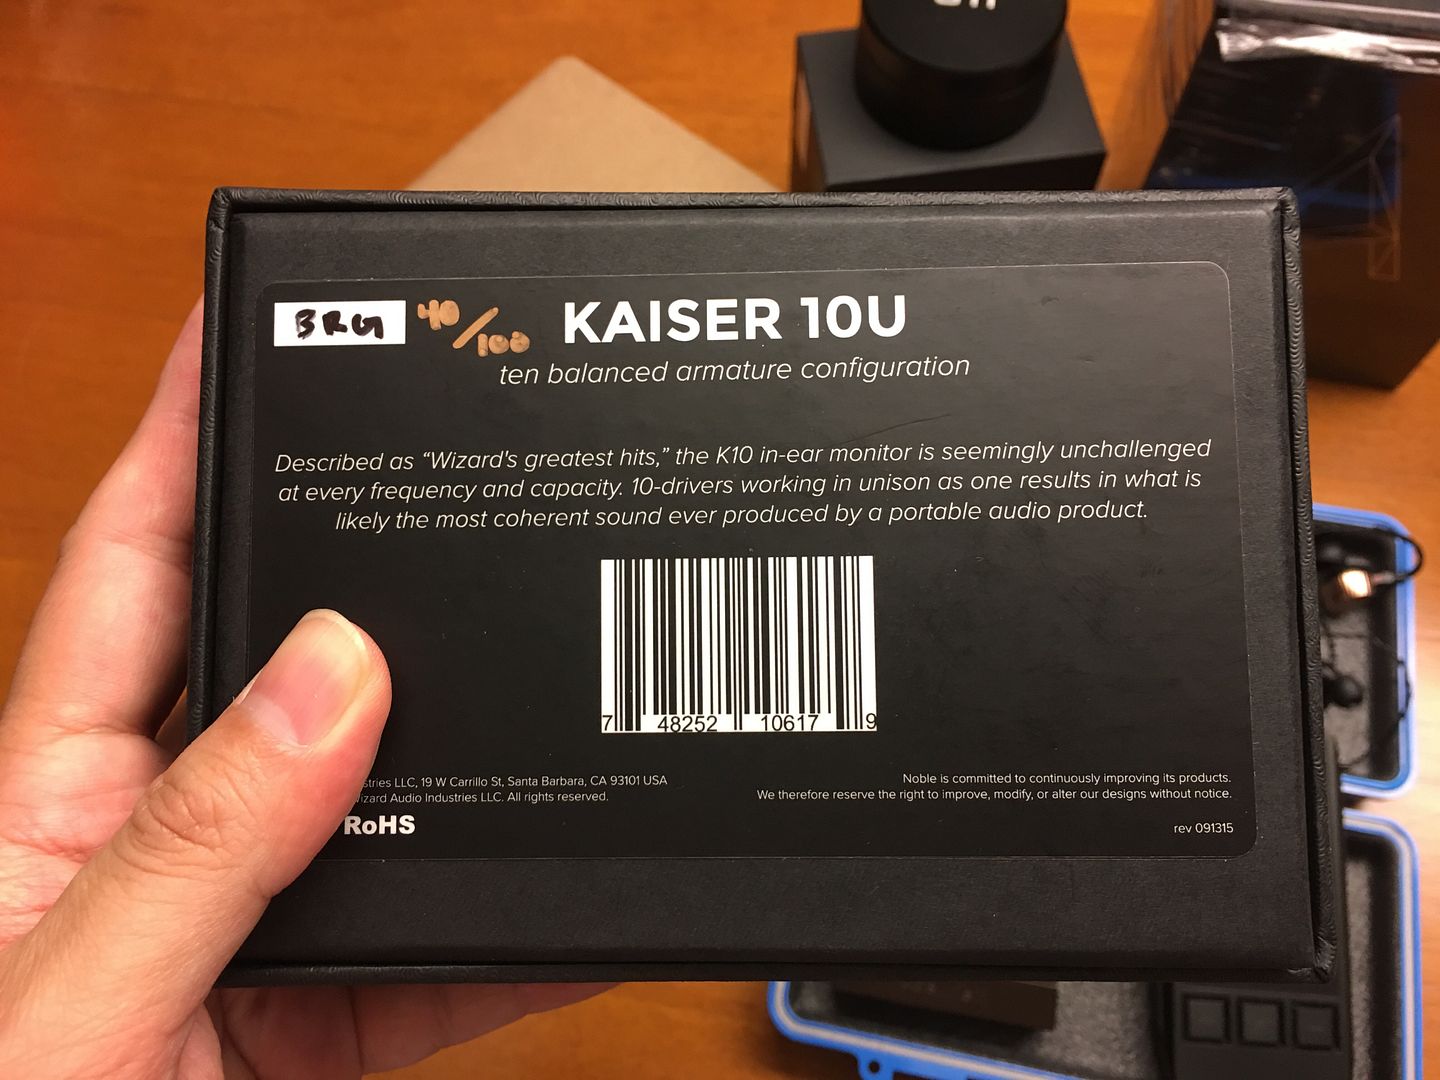 BRG 40/100 KAISER 10U
ten balanced armature configuration
Described as “Wizard's greatest hits,” the K10 in-ear monitor is seemingly unchallenged
at every frequency and capacity. 10-drivers working in unison as one results in what is
likely the most coherent sound ever produced by a portable audio product.
7 48252 10617 9
LLC, 19 W Carrillo St, Santa Barbara, CA 93101 USA
Audio Industries LLC. All rights reserved.
RoHS
Noble is committed to continuously improving its products.
We therefore reserve the right to improve, modify, or alter our designs without notice.
rev 091315